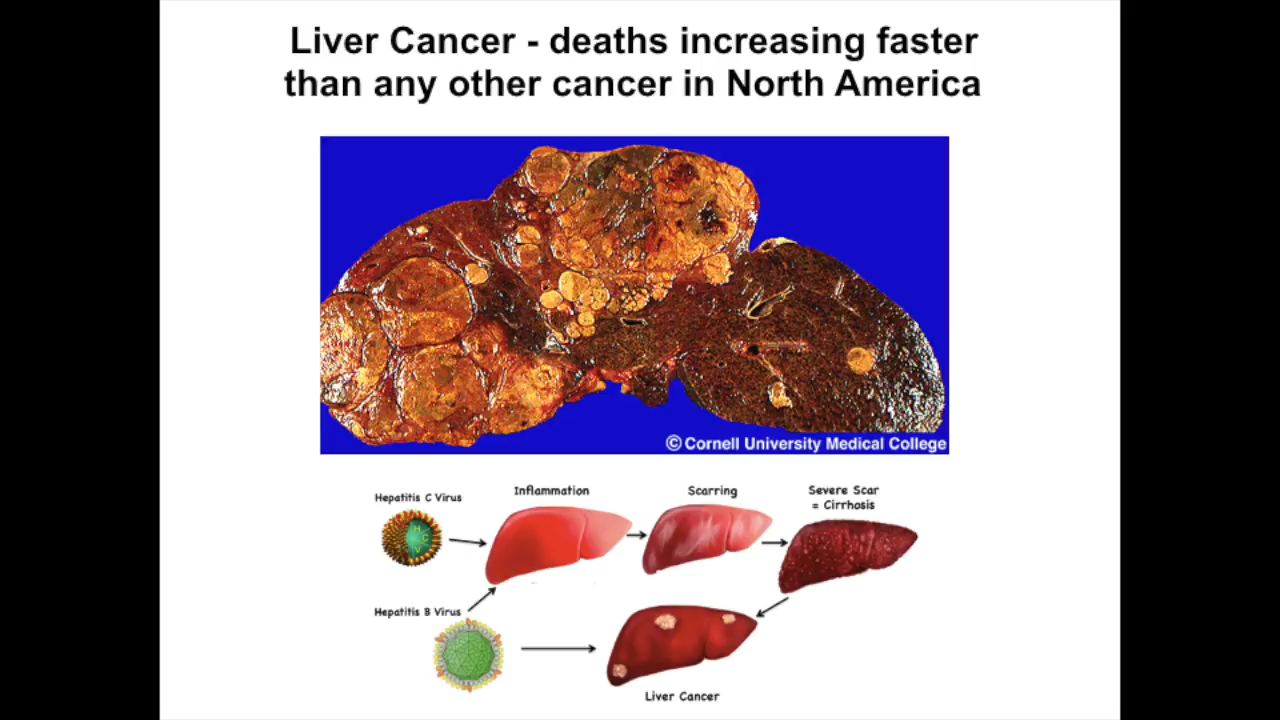 Liver Cancer - deaths increasing faster
than any other cancer in North America
© Cornell University Medical College
Hepatitis C Virus
Inflammation
Scarring
Severe Scar
= Cirrhosis
H
C
V
Hepatitis B Virus
Liver Cancer